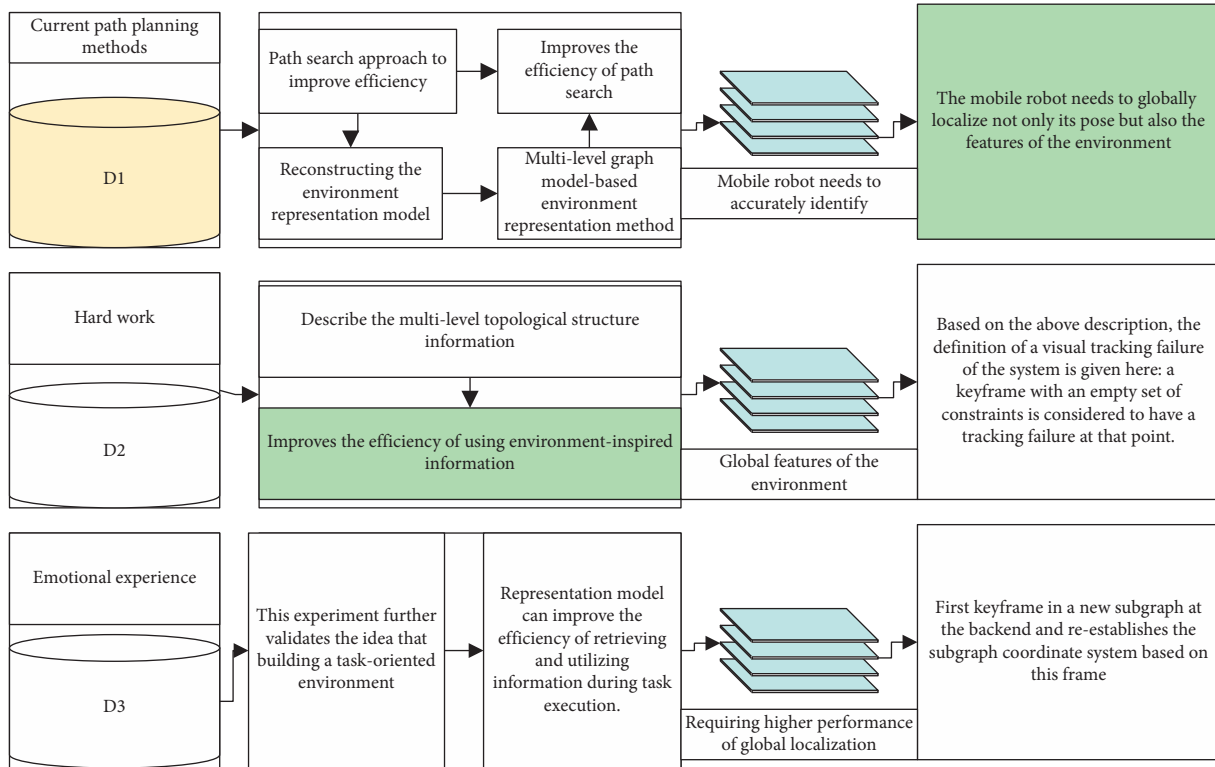 Current path planning
methods
D1
Path search approach to
improve efficiency
Improves the
efficiency of path
search
Reconstructing the
environment
representation model
Multi-level graph
model-based
environment
representation method
Mobile robot needs to
accurately identify
The mobile robot needs to globally
localize not only its pose but also the
features of the environment
Hard work
D2
Describe the multi-level topological structure
information
Improves the efficiency of using environment-inspired
information
Global features of the
environment
Based on the above description, the
definition of a visual tracking failure
of the system is given here: a
keyframe with an empty set of
constraints is considered to have a
tracking failure at that point.
Emotional experience
D3
This experiment further
validates the idea that
building a task-oriented
environment
Representation model
can improve the
efficiency of retrieving
and utilizing
information during task
execution.
Requiring higher performance
of global localization
First keyframe in a new subgraph at
the backend and re-establishes the
subgraph coordinate system based on
this frame